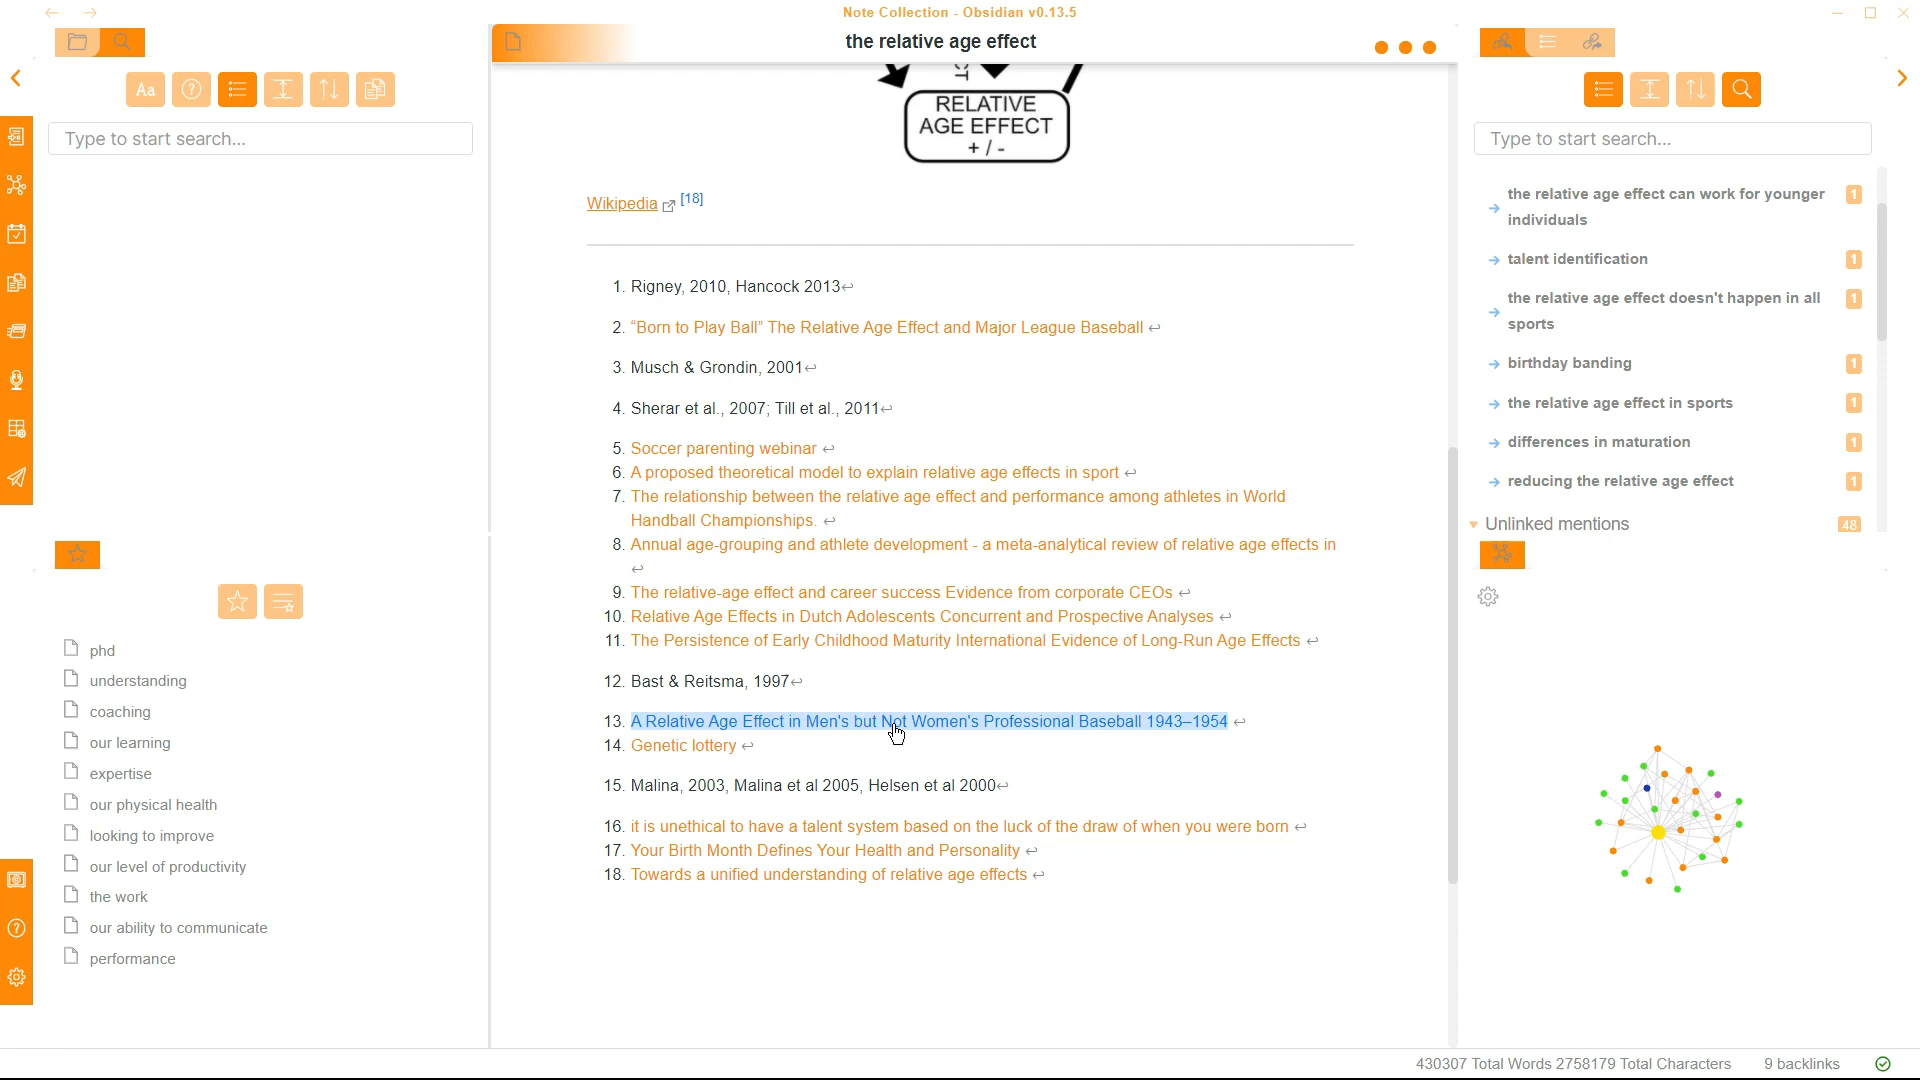 Note Collection - Obsidian v0.13.5
the relative age effect
Aa
Type to start search...
phd
understanding
coaching
our learning
expertise
our physical health
looking to improve
our level of productivity
the work
our ability to communicate
performance
CT
RELATIVE
AGE EFFECT
+ / -
Wikipedia [18]
1. Rigney, 2010, Hancock 2013↩
2. “Born to Play Ball” The Relative Age Effect and Major League Baseball ↩
3. Musch & Grondin, 2001↩
4. Sherar et al., 2007; Till et al., 2011↩
5. Soccer parenting webinar ↩
6. A proposed theoretical model to explain relative age effects in sport ↩
7. The relationship between the relative age effect and performance among athletes in World
Handball Championships. ↩
8. Annual age-grouping and athlete development - a meta-analytical review of relative age effects in
↩
9. The relative-age effect and career success Evidence from corporate CEOs ↩
10. Relative Age Effects in Dutch Adolescents Concurrent and Prospective Analyses ↩
11. The Persistence of Early Childhood Maturity International Evidence of Long-Run Age Effects ↩
12. Bast & Reitsma, 1997↩
13. A Relative Age Effect in Men's but Not Women's Professional Baseball 1943–1954 ↩
14. Genetic lottery ↩
15. Malina, 2003, Malina et al 2005, Helsen et al 2000↩
16. it is unethical to have a talent system based on the luck of the draw of when you were born ↩
17. Your Birth Month Defines Your Health and Personality ↩
18. Towards a unified understanding of relative age effects ↩
Type to start search...
the relative age effect can work for younger 1
individuals
talent identification 1
the relative age effect doesn't happen in all 1
sports
birthday banding 1
the relative age effect in sports 1
differences in maturation 1
reducing the relative age effect 1
Unlinked mentions 48
430307 Total Words 2758179 Total Characters 9 backlinks